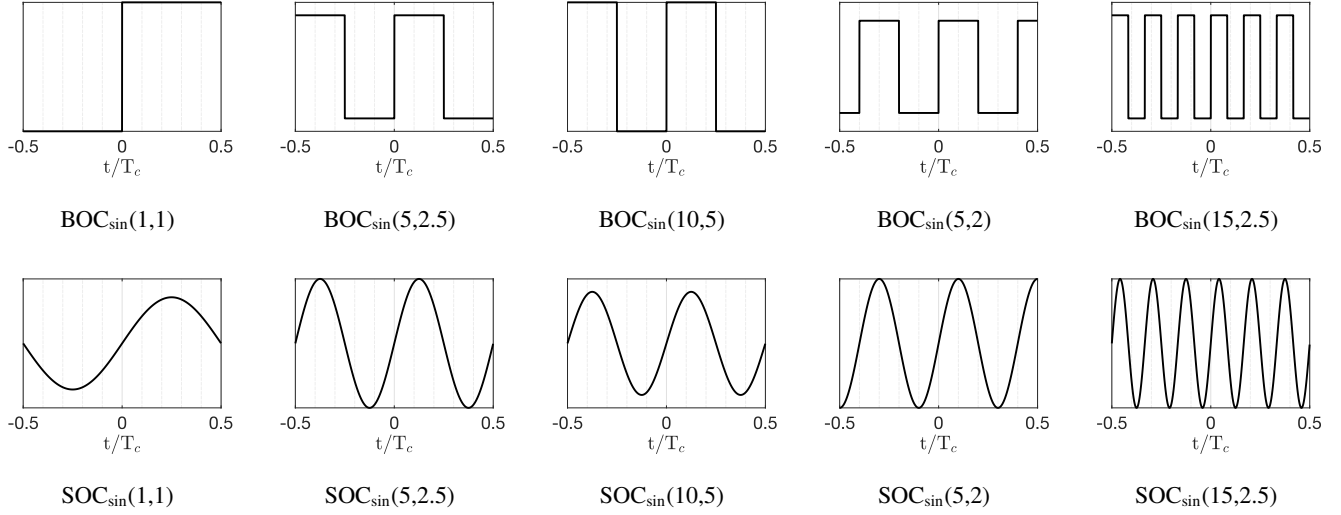 -0.5 0 0.5 -0.5 0 0.5 -0.5 0 0.5 -0.5 0 0.5 -0.5 0 0.5
t/T_c t/T_c t/T_c t/T_c t/T_c
BOC_sin(1,1) BOC_sin(5,2.5) BOC_sin(10,5) BOC_sin(5,2) BOC_sin(15,2.5)
-0.5 0 0.5 -0.5 0 0.5 -0.5 0 0.5 -0.5 0 0.5 -0.5 0 0.5
t/T_c t/T_c t/T_c t/T_c t/T_c
SOC_sin(1,1) SOC_sin(5,2.5) SOC_sin(10,5) SOC_sin(5,2) SOC_sin(15,2.5)